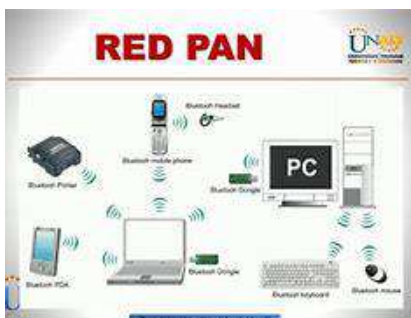 RED PAN
Bluetooth Headset
Bluetooth mobile phone
Bluetooth Printer
PC
Bluetooth Dongle
Bluetooth PDA
Bluetooth Dongle
Bluetooth keyboard
Bluetooth mouse